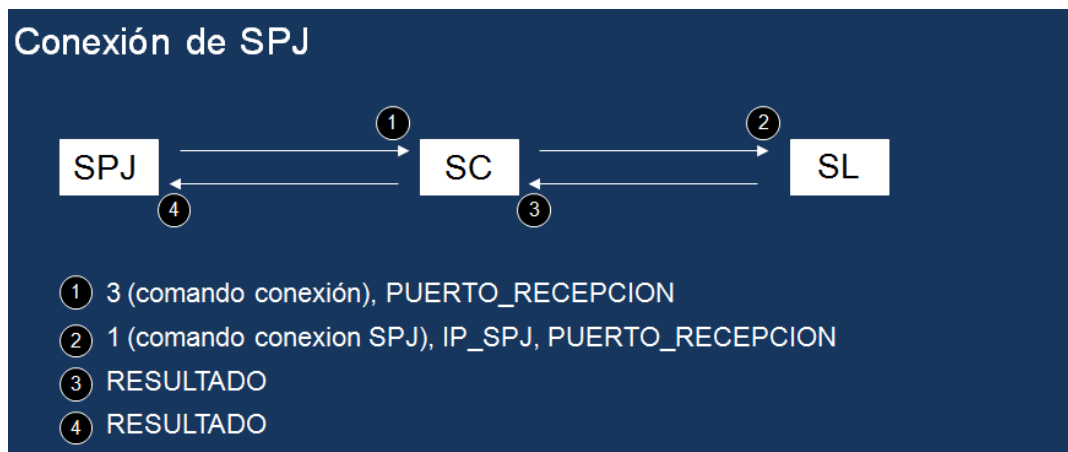 Conexión de SPJ
1
2
SPJ
SC
SL
4
3
1 3 (comando conexión), PUERTO_RECEPCION
2 1 (comando conexion SPJ), IP_SPJ, PUERTO_RECEPCION
3 RESULTADO
4 RESULTADO